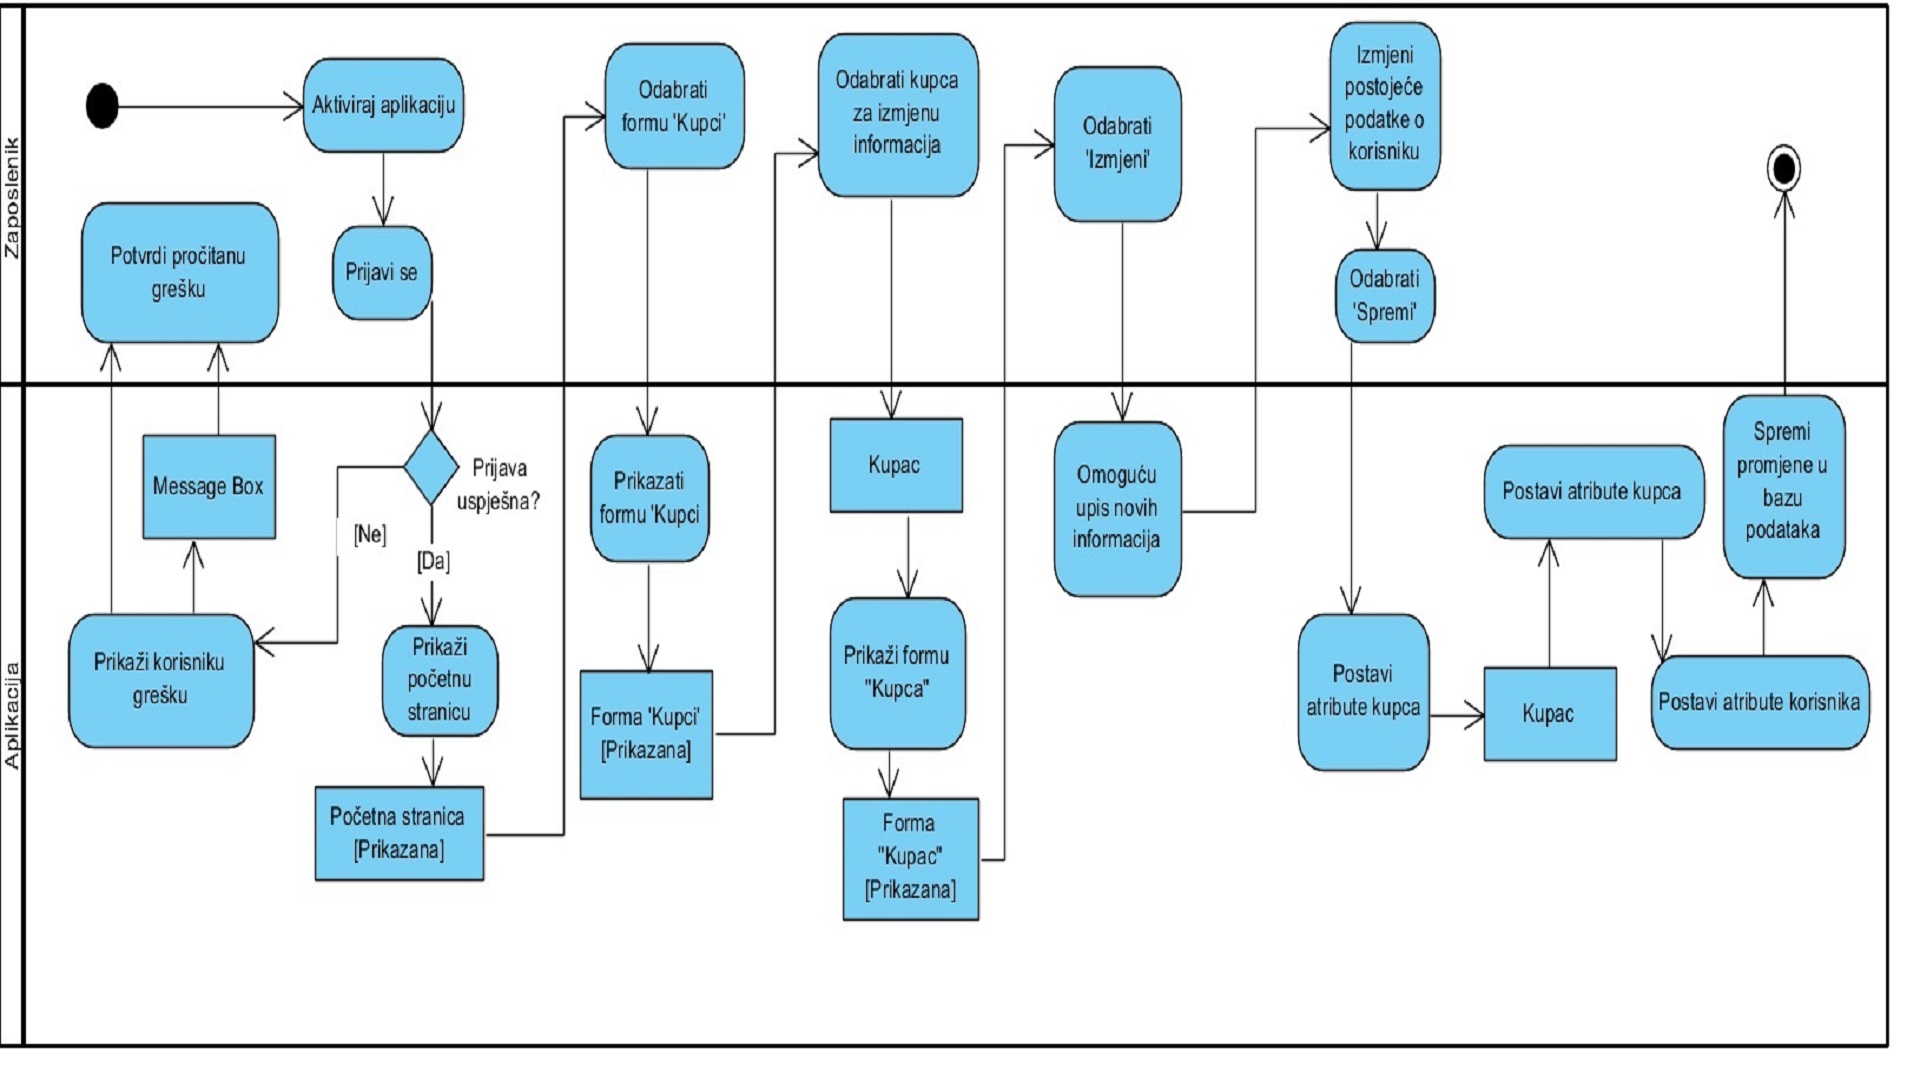 Zaposlenik
Aktiviraj aplikaciju
Potvrdi pročitanu
grešku
Prijavi se
Odabrati
formu 'Kupci'
Odabrati kupca
za izmjenu
informacija
Odabrati
'Izmjeni'
Izmjeni
postojeće
podatke o
korisniku
Odabrati
'Spremi'
Aplikacija
Message Box
Prikaži korisniku
grešku
Prijava
uspješna?
[Ne]
[Da]
Prikaži
početnu
stranicu
Početna stranica
[Prikazana]
Prikazati
formu 'Kupci
Forma 'Kupci'
[Prikazana]
Kupac
Prikaži formu
"Kupca"
Forma
"Kupac"
[Prikazana]
Omoguću
upis novih
informacija
Postavi
atribute kupca
Kupac
Postavi atribute kupca
Postavi atribute korisnika
Spremi
promjene u
bazu
podataka